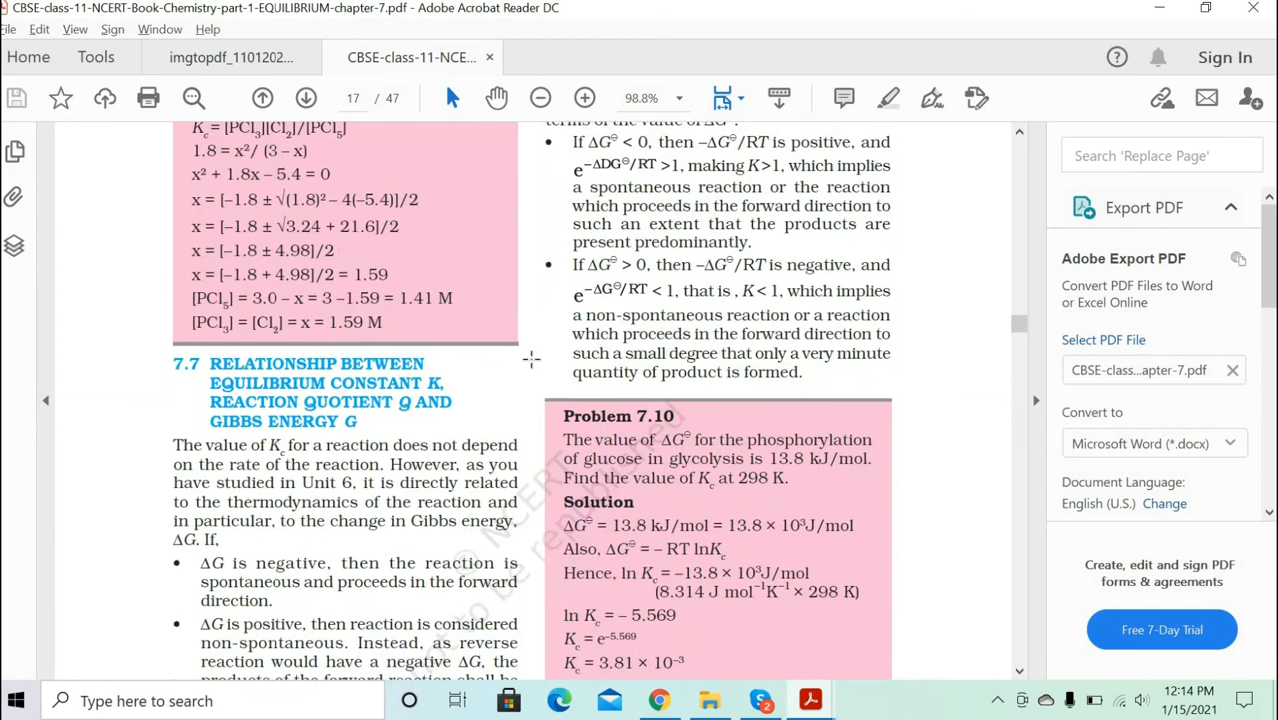 CBSE-class-11-NCERT-Book-Chemistry-part-1-EQUILIBRIUM-chapter-7.pdf - Adobe Acrobat Reader DC
File Edit View Sign Window Help
Home Tools imgtopdf_1101202... CBSE-class-11-NCE... ×
17 / 47 98.8%
Sign In
K꜀ = [PCl₃][Cl₂]/[PCl₅]
1.8 = x²/ (3 – x)
x² + 1.8x – 5.4 = 0
x = [–1.8 ± √(1.8)² – 4(–5.4)]/2
x = [–1.8 ± √3.24 + 21.6]/2
x = [–1.8 ± 4.98]/2
x = [–1.8 + 4.98]/2 = 1.59
[PCl₅] = 3.0 – x = 3 –1.59 = 1.41 M
[PCl₃] = [Cl₂] = x = 1.59 M
7.7 RELATIONSHIP BETWEEN
EQUILIBRIUM CONSTANT K,
REACTION QUOTIENT Q AND
GIBBS ENERGY G
The value of K꜀ for a reaction does not depend
on the rate of the reaction. However, as you
have studied in Unit 6, it is directly related
to the thermodynamics of the reaction and
in particular, to the change in Gibbs energy,
ΔG. If,
• ΔG is negative, then the reaction is
spontaneous and proceeds in the forward
direction.
• ΔG is positive, then reaction is considered
non-spontaneous. Instead, as reverse
reaction would have a negative ΔG, the
products of the forward reaction shall be
terms of the value of ΔG⊖.
• If ΔG⊖ < 0, then –ΔG⊖/RT is positive, and
e^–ΔDG⊖/RT >1, making K>1, which implies
a spontaneous reaction or the reaction
which proceeds in the forward direction to
such an extent that the products are
present predominantly.
• If ΔG⊖ > 0, then –ΔG⊖/RT is negative, and
e^–ΔG⊖/RT < 1, that is , K < 1, which implies
a non-spontaneous reaction or a reaction
which proceeds in the forward direction to
such a small degree that only a very minute
quantity of product is formed.
Problem 7.10
The value of ΔG⊖ for the phosphorylation
of glucose in glycolysis is 13.8 kJ/mol.
Find the value of K꜀ at 298 K.
Solution
ΔG⊖ = 13.8 kJ/mol = 13.8 × 10³J/mol
Also, ΔG⊖ = – RT lnK꜀
Hence, ln K꜀ = –13.8 × 10³J/mol
(8.314 J mol⁻¹K⁻¹ × 298 K)
ln K꜀ = – 5.569
K꜀ = e⁻⁵·⁵⁶⁹
K꜀ = 3.81 × 10⁻³
© NCERT
not to be republished
Search 'Replace Page'
Export PDF
Adobe Export PDF
Convert PDF Files to Word
or Excel Online
Select PDF File
CBSE-class...apter-7.pdf ×
Convert to
Microsoft Word (*.docx)
Document Language:
English (U.S.) Change
Create, edit and sign PDF
forms & agreements
Free 7-Day Trial
Type here to search
2
12:14 PM
1/15/2021